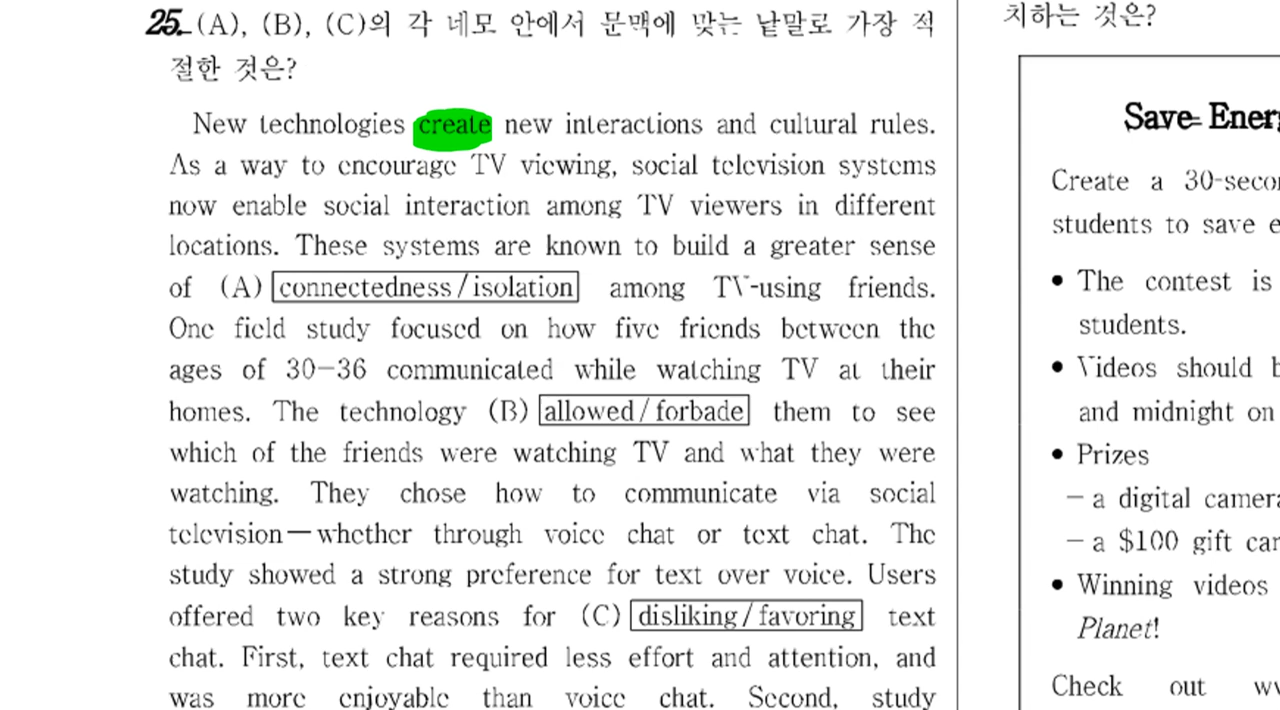 25. (A), (B), (C)의 각 네모 안에서 문맥에 맞는 낱말로 가장 적
절한 것은?
New technologies create new interactions and cultural rules.
As a way to encourage TV viewing, social television systems
now enable social interaction among TV viewers in different
locations. These systems are known to build a greater sense
of (A) connectedness / isolation among TV-using friends.
One field study focused on how five friends between the
ages of 30-36 communicated while watching TV at their
homes. The technology (B) allowed / forbade them to see
which of the friends were watching TV and what they were
watching. They chose how to communicate via social
television — whether through voice chat or text chat. The
study showed a strong preference for text over voice. Users
offered two key reasons for (C) disliking / favoring text
chat. First, text chat required less effort and attention, and
was more enjoyable than voice chat. Second, study
치하는 것은?
Save Ener
Create a 30-seco
students to save e
• The contest is
students.
• Videos should b
and midnight on
• Prizes
- a digital camera
- a $100 gift car
• Winning videos
Planet!
Check out w